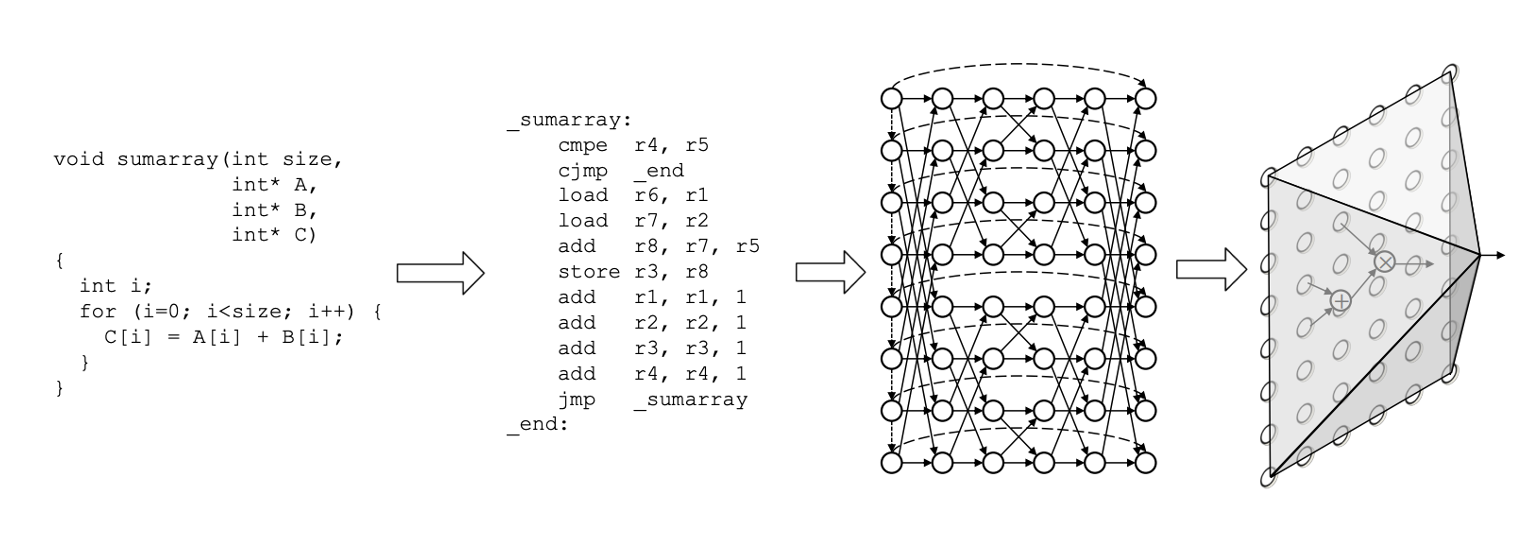 void sumarray(int size,
int* A,
int* B,
int* C)
{
int i;
for (i=0; i<size; i++) {
C[i] = A[i] + B[i];
}
}
_sumarray:
cmpe r4, r5
cjmp _end
load r6, r1
load r7, r2
add r8, r7, r5
store r3, r8
add r1, r1, 1
add r2, r2, 1
add r3, r3, 1
add r4, r4, 1
jmp _sumarray
_end:
×
+